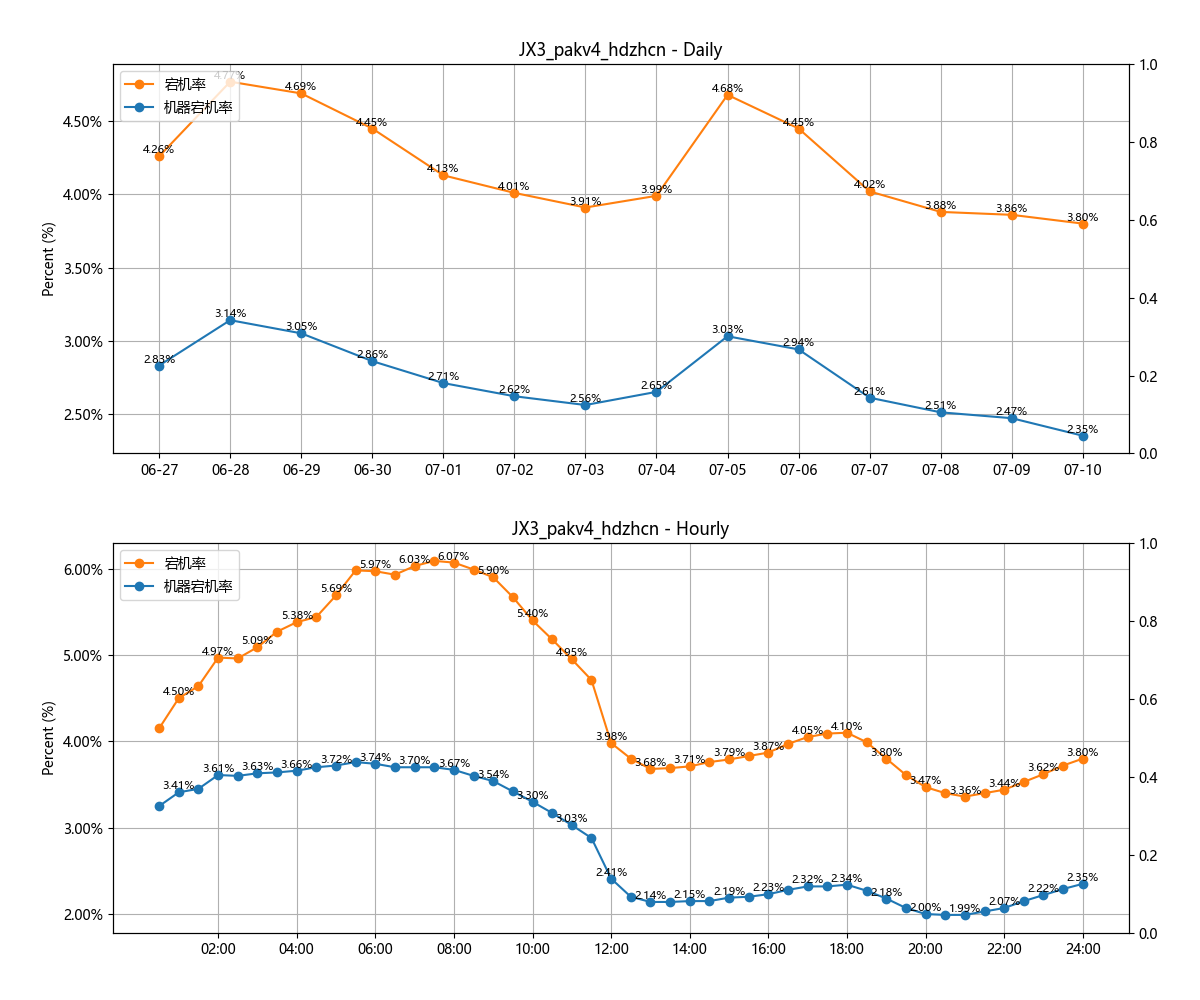 JX3_pakv4_hdzhcn - Daily
宕机率
机器宕机率
Percent (%)
4.50%
4.00%
3.50%
3.00%
2.50%
1.0
0.8
0.6
0.4
0.2
0.0
4.26% 4.77% 4.69% 4.45% 4.13% 4.01% 3.91% 3.99% 4.68% 4.45% 4.02% 3.88% 3.86% 3.80%
2.83% 3.14% 3.05% 2.86% 2.71% 2.62% 2.56% 2.65% 3.03% 2.94% 2.61% 2.51% 2.47% 2.35%
06-27 06-28 06-29 06-30 07-01 07-02 07-03 07-04 07-05 07-06 07-07 07-08 07-09 07-10
JX3_pakv4_hdzhcn - Hourly
宕机率
机器宕机率
Percent (%)
6.00%
5.00%
4.00%
3.00%
2.00%
1.0
0.8
0.6
0.4
0.2
0.0
4.50% 4.97% 5.09% 5.38% 5.69% 5.97% 6.03% 6.07% 5.90% 5.40% 4.95% 3.98% 3.68% 3.71% 3.79% 3.87% 4.05% 4.10% 3.80% 3.47% 3.36% 3.44% 3.62% 3.80%
3.41% 3.61% 3.63% 3.66% 3.72% 3.74% 3.70% 3.67% 3.54% 3.30% 3.03% 2.41% 2.14% 2.15% 2.19% 2.23% 2.32% 2.34% 2.18% 2.00% 1.99% 2.07% 2.22% 2.35%
02:00 04:00 06:00 08:00 10:00 12:00 14:00 16:00 18:00 20:00 22:00 24:00